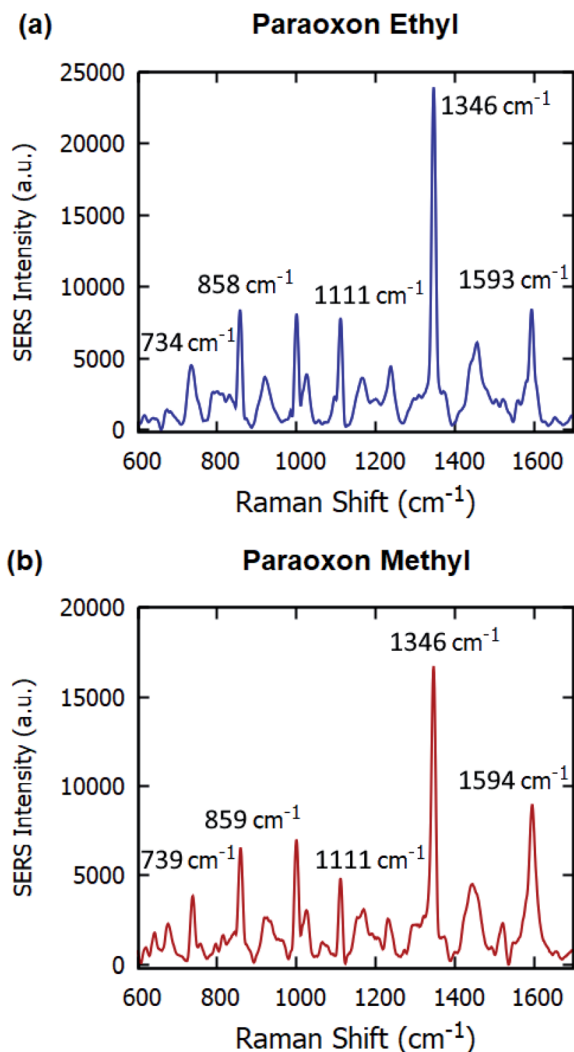 (a) Paraoxon Ethyl
25000
20000
15000
10000
5000
0
SERS Intensity (a.u.)
1346 cm⁻¹
858 cm⁻¹
1111 cm⁻¹
1593 cm⁻¹
734 cm⁻¹
600 800 1000 1200 1400 1600
Raman Shift (cm⁻¹)
(b) Paraoxon Methyl
20000
15000
10000
5000
0
SERS Intensity (a.u.)
1346 cm⁻¹
1594 cm⁻¹
859 cm⁻¹
739 cm⁻¹
1111 cm⁻¹
600 800 1000 1200 1400 1600
Raman Shift (cm⁻¹)